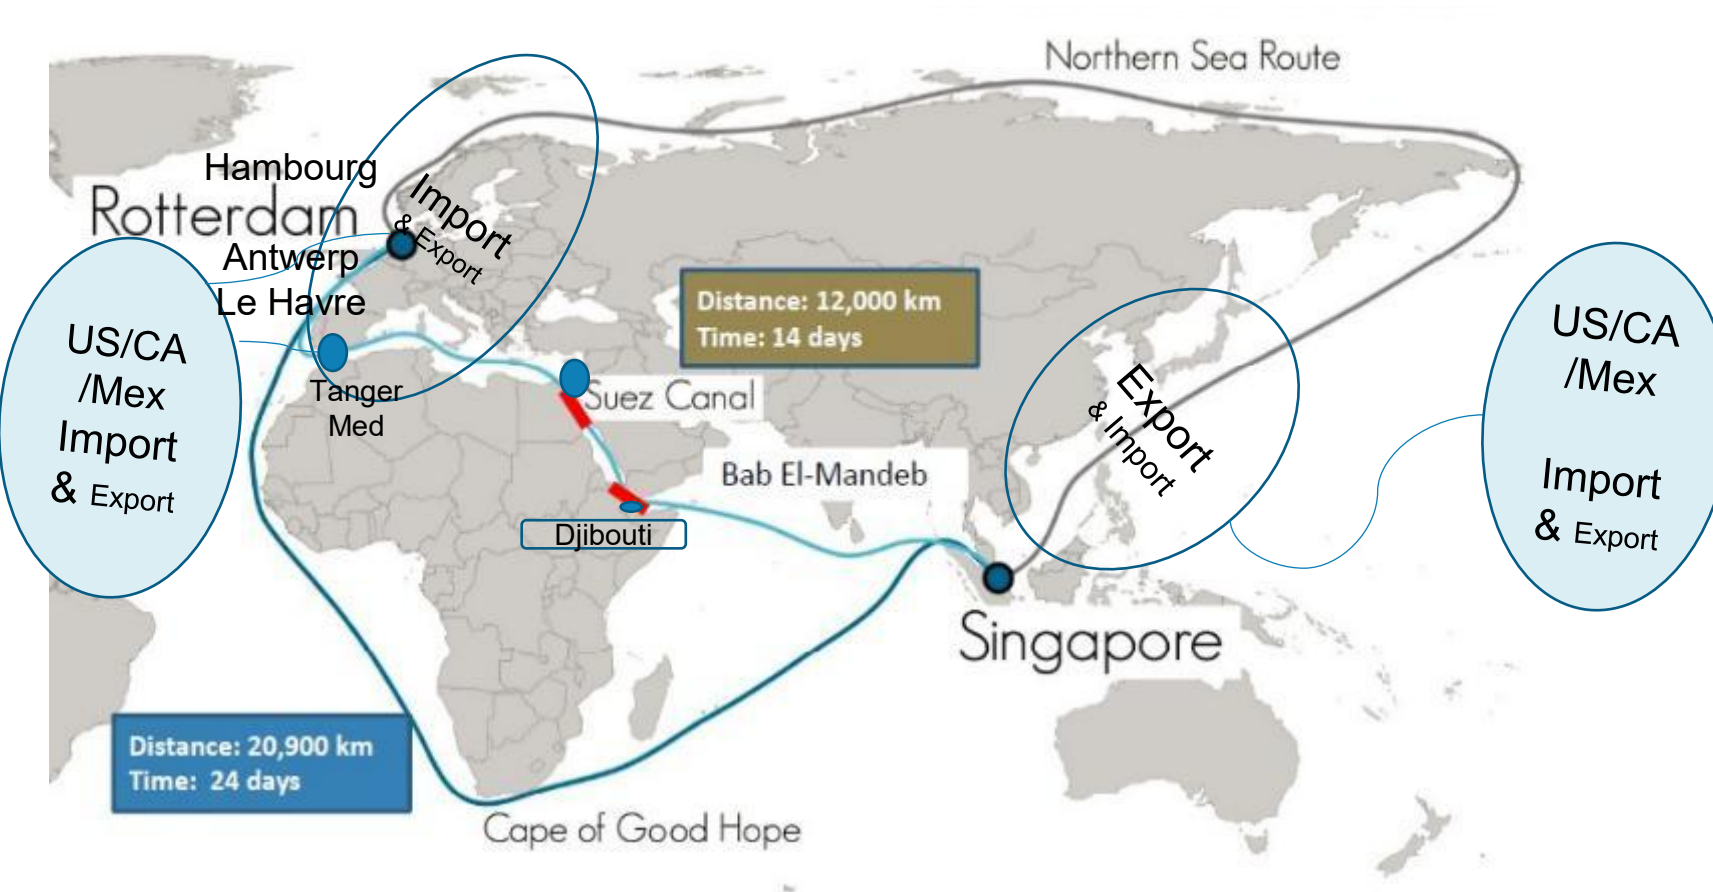 Northern Sea Route
Hambourg
Rotterdam
Antwerp
Le Havre
Import
& Export
US/CA
/Mex
Import
& Export
Tanger
Med
Distance: 12,000 km
Time: 14 days
Suez Canal
Bab El-Mandeb
Djibouti
Export
& Import
US/CA
/Mex
Import
& Export
Singapore
Distance: 20,900 km
Time: 24 days
Cape of Good Hope